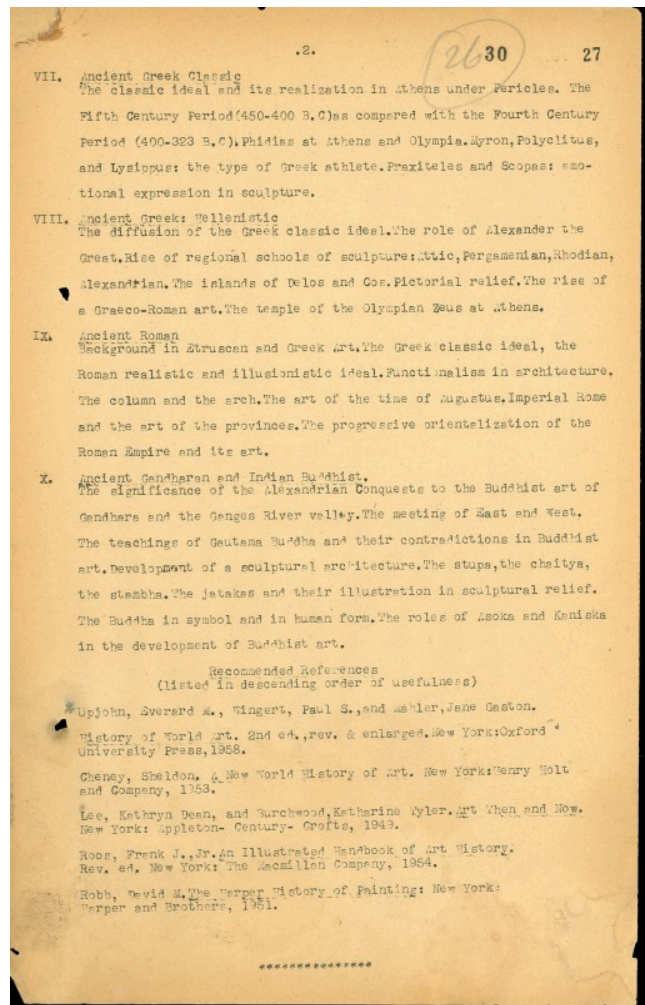 .2.
26 30 27
VII. Ancient Greek Classic
The classic ideal and its realization in Athens under Pericles. The
Fifth Century Period(450-400 B.C)as compared with the Fourth Century
Period (400-323 B.C).Phidias at Athens and Olympia.Myron,Polyclitus,
and Lysippus: the type of Greek athlete.Praxiteles and Scopas: emo-
tional expression in sculpture.
VIII. Ancient Greek: Hellenistic
The diffusion of the Greek classic ideal.The role of Alexander the
Great.Rise of regional schools of sculpture:Attic,Pergamenian,Rhodian,
Alexandrian.The islands of Delos and Cos.Pictorial relief.The rise of
a Graeco-Roman art.The temple of the Olympian Zeus at Athens.
IX. Ancient Roman
Background in Etruscan and Greek Art.The Greek classic ideal, the
Roman realistic and illusionistic ideal.Functionalism in architecture.
The column and the arch.The art of the time of Augustus.Imperial Rome
and the art of the provinces.The progressive orientalization of the
Roman Empire and its art.
X. Ancient Gandharan and Indian Buddhist.
The significance of the Alexandrian Conquests to the Buddhist art of
Gandhara and the Ganges River valley.The meeting of East and West.
The teachings of Gautama Buddha and their contradictions in Buddhist
art.Development of a sculptural architecture.The stupa,the chaitya,
the stambha.The jatakas and their illustration in sculptural relief.
The Buddha in symbol and in human form.The roles of Asoka and Kaniska
in the development of Buddhist art.
Recommended References
(listed in descending order of usefulness)
*Upjohn, Everard M., Wingert, Paul S.,and Mahler,Jane Gaston.
History of World Art. 2nd ed.,rev. & enlarged.New York:Oxford
University Press,1958.
Cheney, Sheldon. A New World History of Art. New York:Henry Holt
and Company, 1953.
Lee, Kathryn Dean, and Burchwood,Katharine Tyler.Art Then and Now.
New York: Appleton- Century- Crofts, 1949.
Roos, Frank J.,Jr.An Illustrated Handbook of Art History.
Rev. ed. New York: The Macmillan Company, 1954.
Robb, David M.The Harper History of Painting: New York:
Harper and Brothers, 1951.
***************